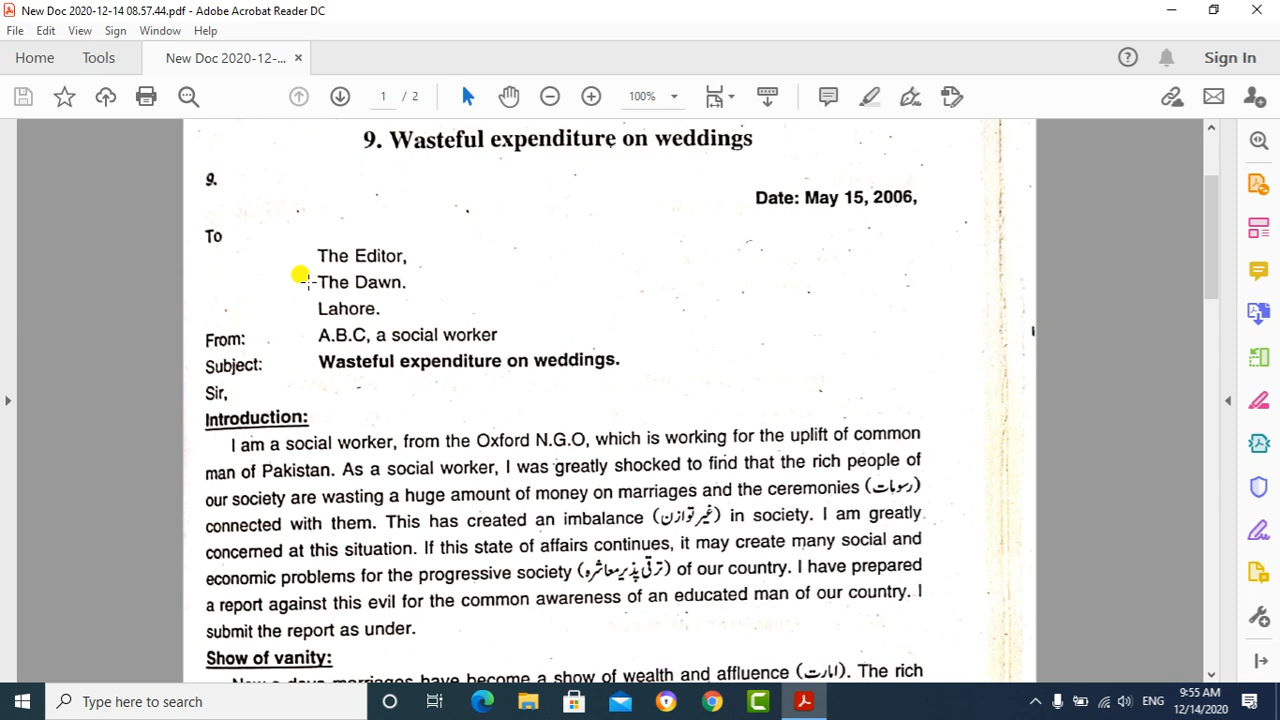 New Doc 2020-12-14 08.57.44.pdf - Adobe Acrobat Reader DC
File Edit View Sign Window Help
Home Tools New Doc 2020-12-... × Sign In
1 / 2 100%
9. Wasteful expenditure on weddings
9.
Date: May 15, 2006,
To
The Editor,
The Dawn.
Lahore.
From: A.B.C, a social worker
Subject: Wasteful expenditure on weddings.
Sir,
Introduction:
I am a social worker, from the Oxford N.G.O, which is working for the uplift of common
man of Pakistan. As a social worker, I was greatly shocked to find that the rich people of
our society are wasting a huge amount of money on marriages and the ceremonies (رسومات)
connected with them. This has created an imbalance (غیر توازن) in society. I am greatly
concerned at this situation. If this state of affairs continues, it may create many social and
economic problems for the progressive society (ترقی پذیر معاشرہ) of our country. I have prepared
a report against this evil for the common awareness of an educated man of our country. I
submit the report as under.
Show of vanity:
Now a days marriages have become a show of wealth and affluence (امارت). The rich
Type here to search
ENG 9:55 AM
12/14/2020